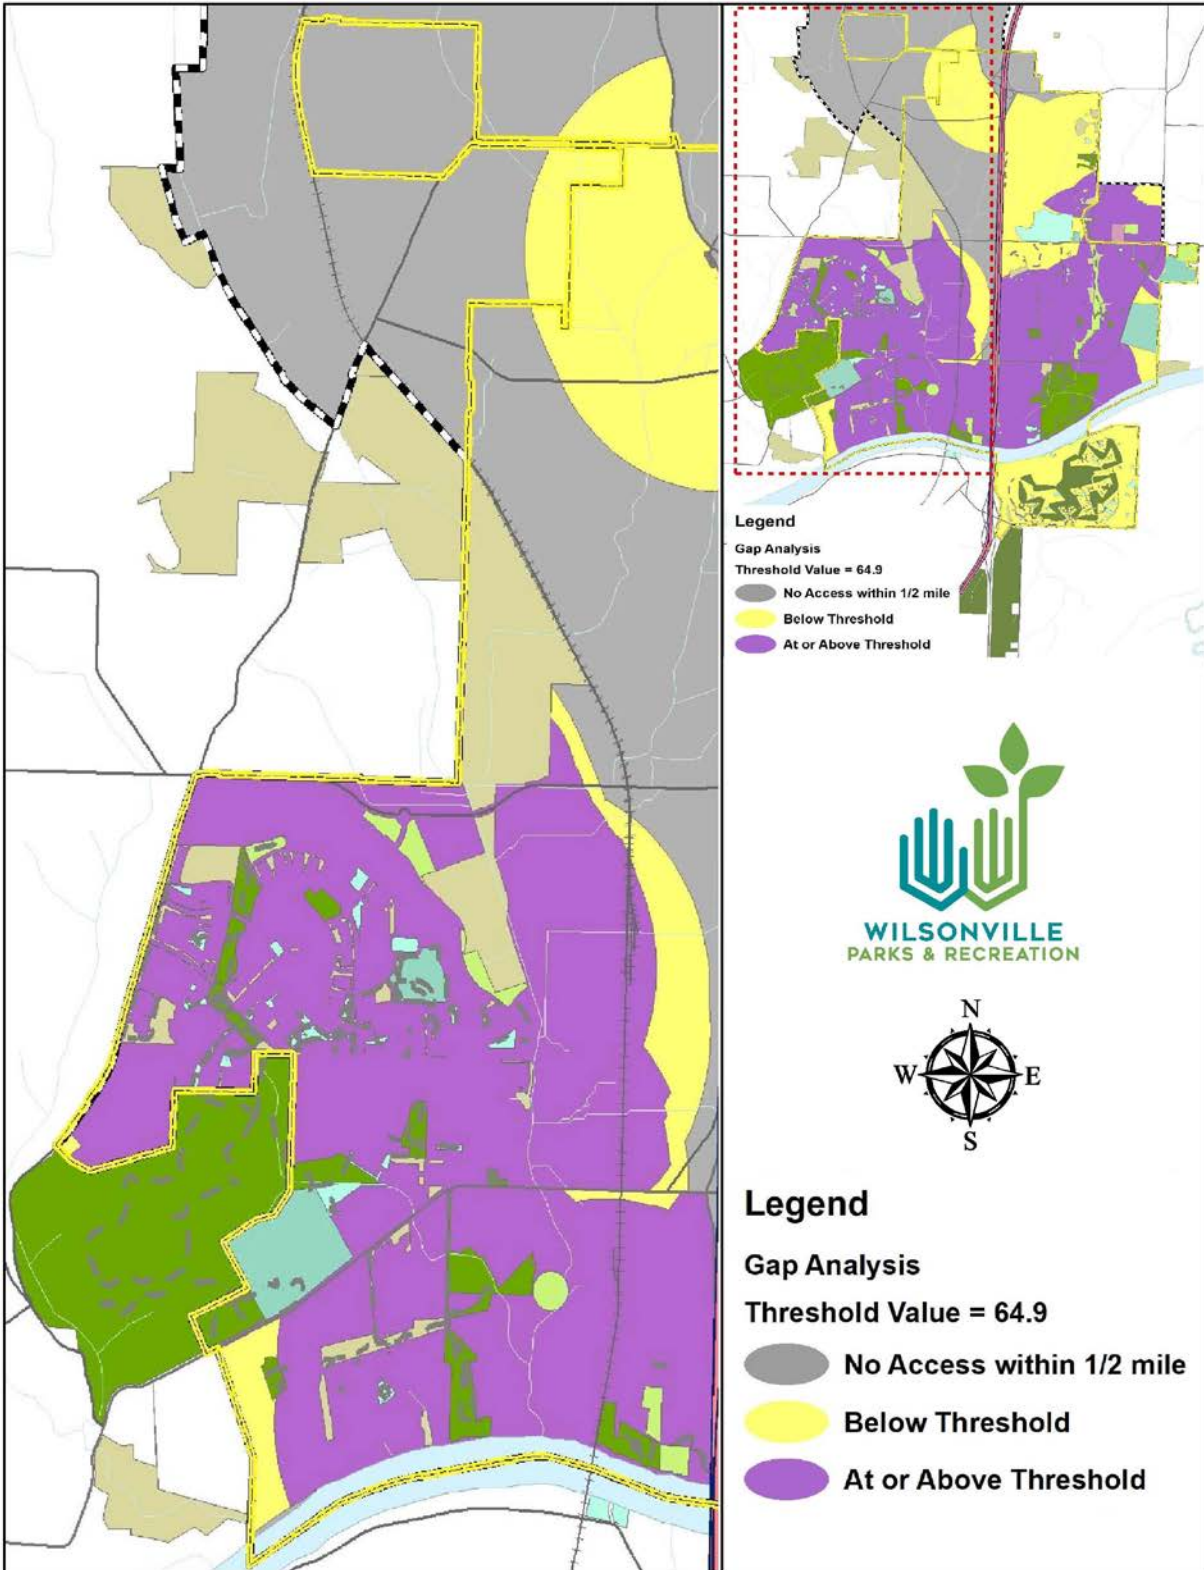 Legend
Gap Analysis
Threshold Value = 64.9
No Access within 1/2 mile
Below Threshold
At or Above Threshold
WILSONVILLE
PARKS & RECREATION
N
W
E
S
Legend
Gap Analysis
Threshold Value = 64.9
No Access within 1/2 mile
Below Threshold
At or Above Threshold